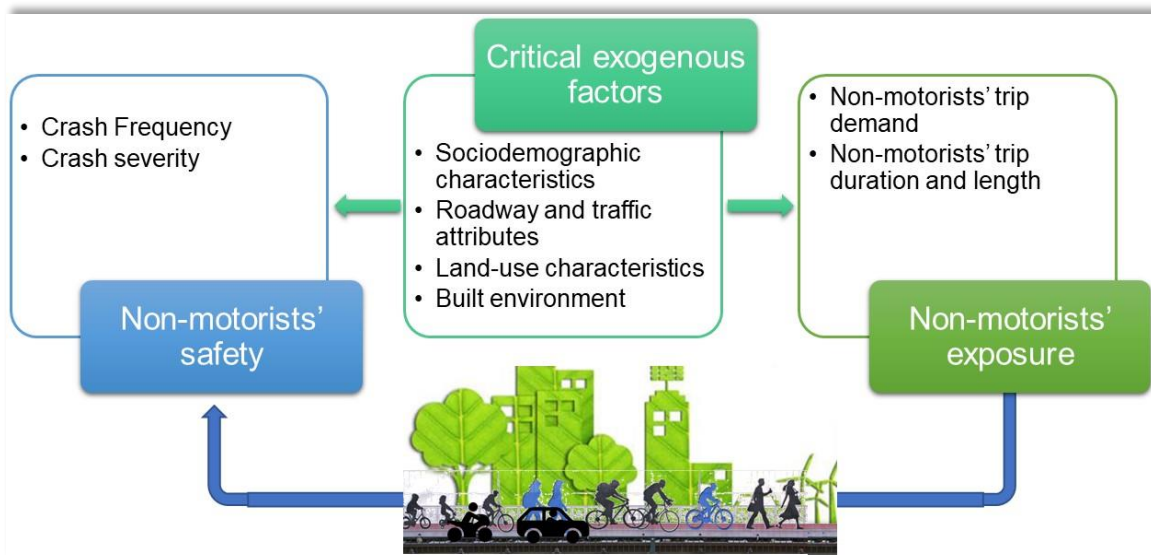 Critical exogenous
factors
• Crash Frequency
• Crash severity
Non-motorists’
safety
• Sociodemographic
characteristics
• Roadway and traffic
attributes
• Land-use characteristics
• Built environment
• Non-motorists’ trip
demand
• Non-motorists’ trip
duration and length
Non-motorists’
exposure